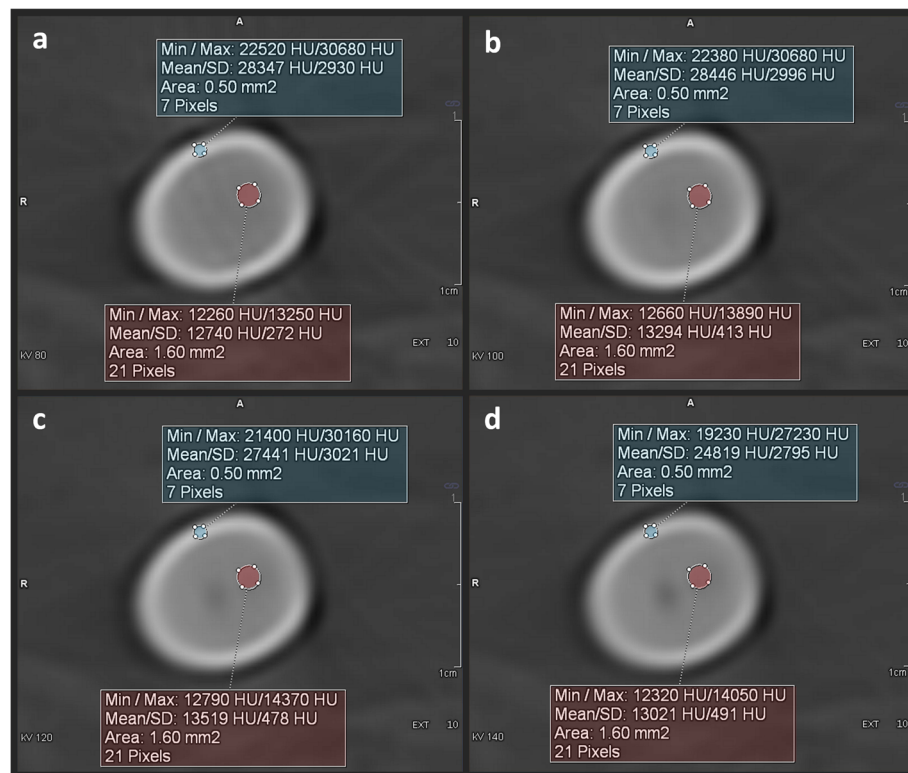 a
A
Min / Max: 22520 HU/30680 HU
Mean/SD: 28347 HU/2930 HU
Area: 0.50 mm2
7 Pixels
1
R
1cm
Min / Max: 12260 HU/13250 HU
Mean/SD: 12740 HU/272 HU
Area: 1.60 mm2
21 Pixels
KV 80
EXT 10
b
A
Min / Max: 22380 HU/30680 HU
Mean/SD: 28446 HU/2996 HU
Area: 0.50 mm2
7 Pixels
1
R
1cm
Min / Max: 12660 HU/13890 HU
Mean/SD: 13294 HU/413 HU
Area: 1.60 mm2
21 Pixels
KV 100
EXT 10
c
A
Min / Max: 21400 HU/30160 HU
Mean/SD: 27441 HU/3021 HU
Area: 0.50 mm2
7 Pixels
1
R
1cm
Min / Max: 12790 HU/14370 HU
Mean/SD: 13519 HU/478 HU
Area: 1.60 mm2
21 Pixels
KV 120
EXT 10
d
A
Min / Max: 19230 HU/27230 HU
Mean/SD: 24819 HU/2795 HU
Area: 0.50 mm2
7 Pixels
1
R
1cm
Min / Max: 12320 HU/14050 HU
Mean/SD: 13021 HU/491 HU
Area: 1.60 mm2
21 Pixels
KV 140
EXT 10